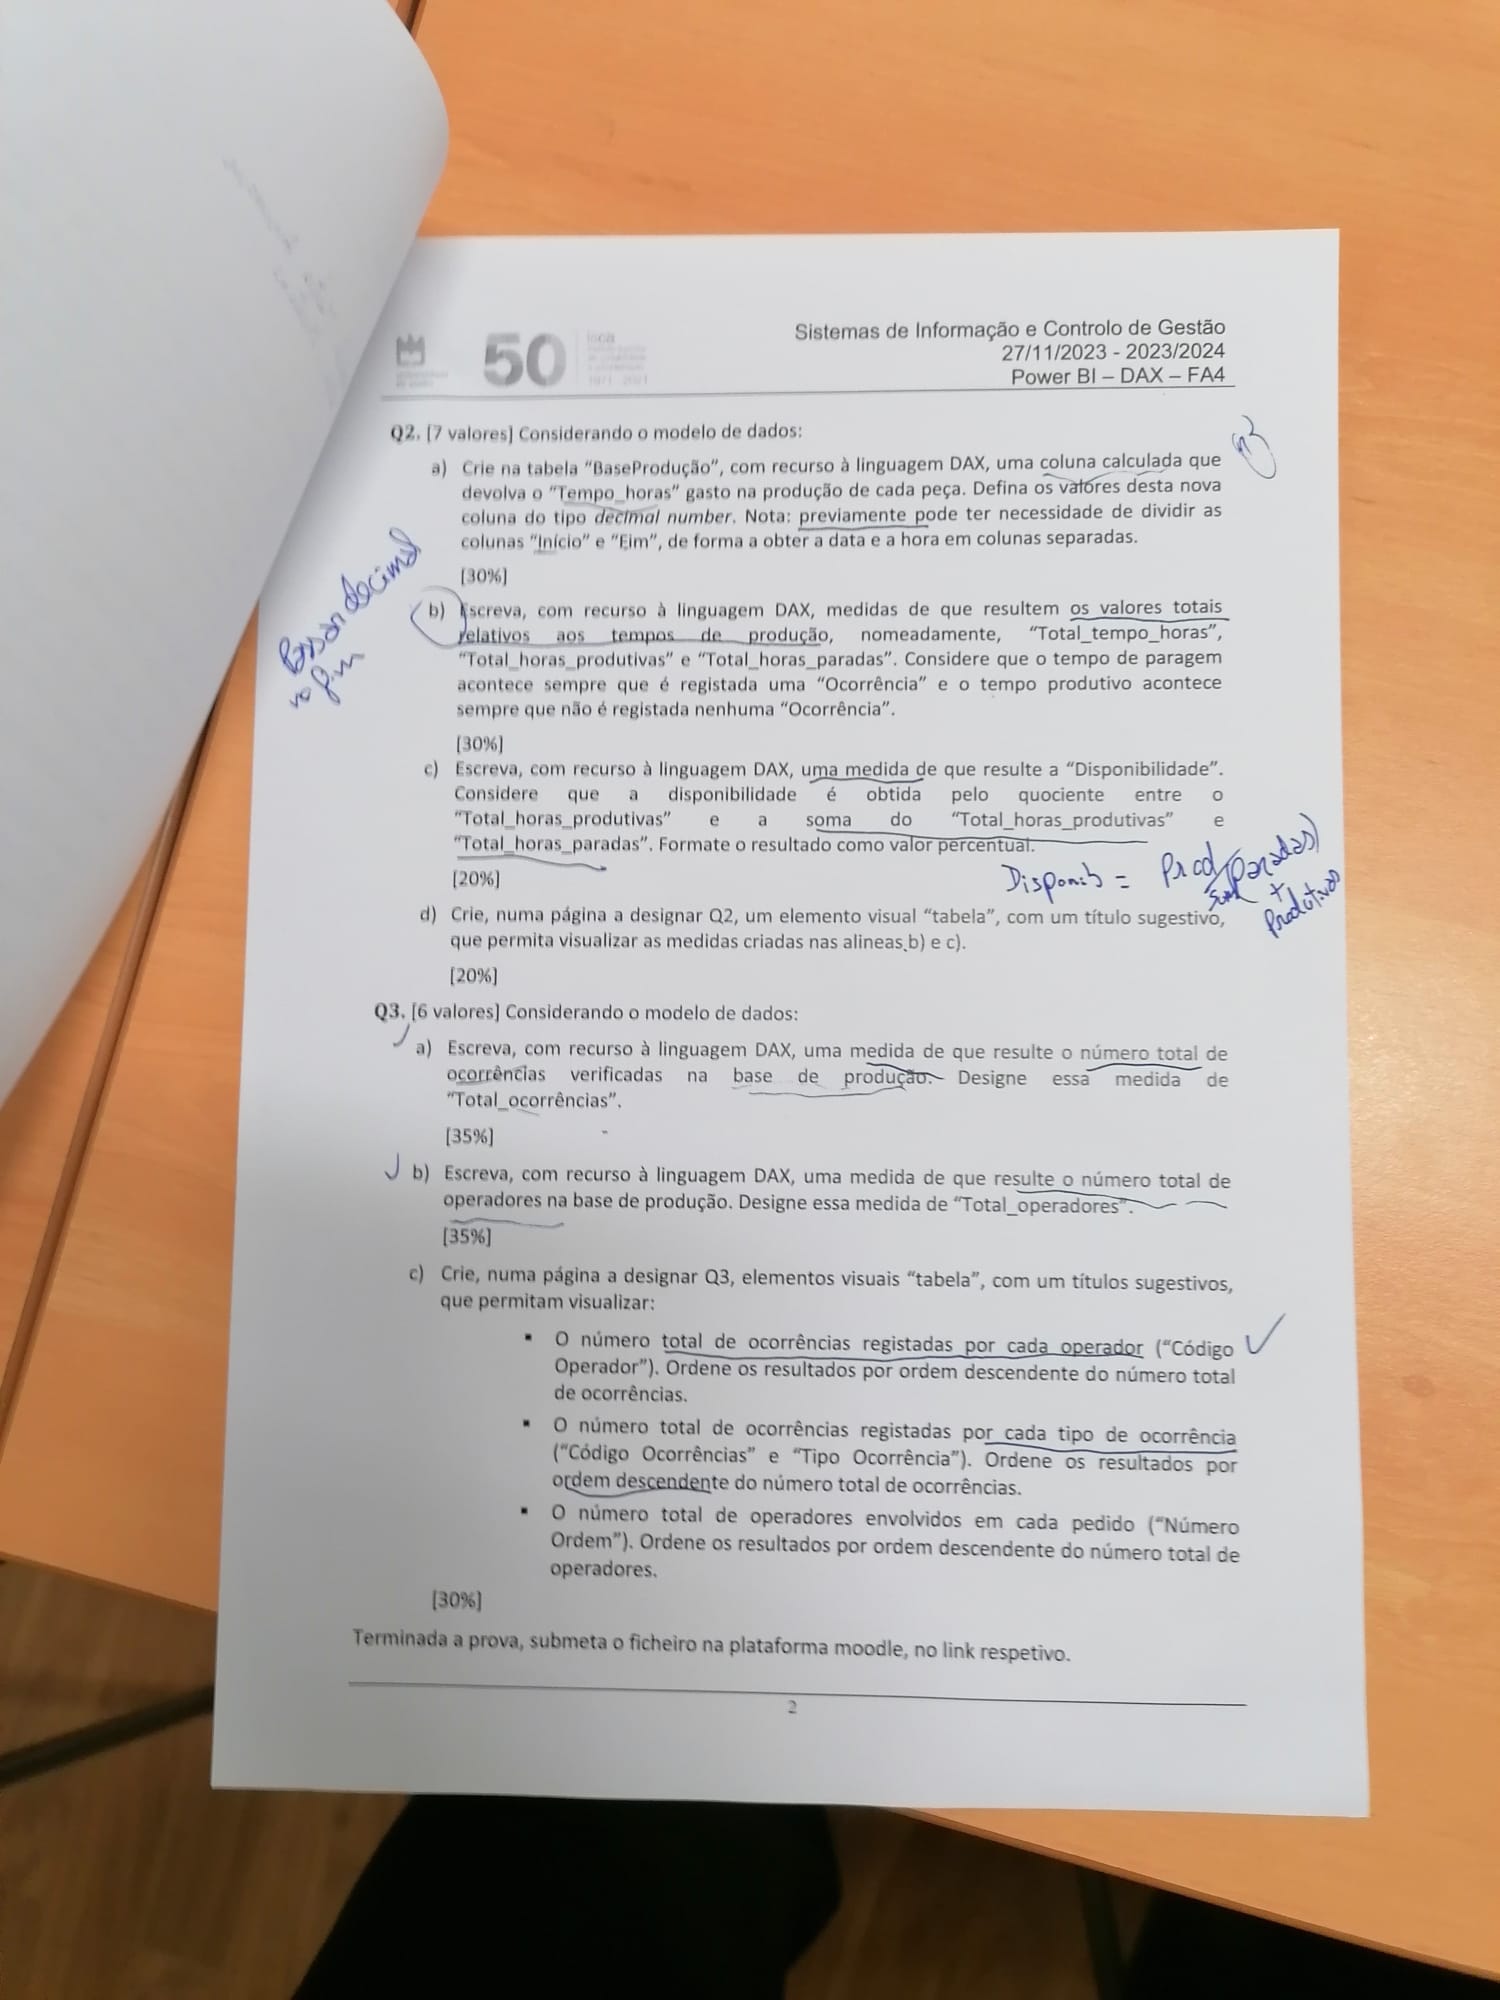 50
Sistemas de Informação e Controlo de Gestão
27/11/2023 - 2023/2024
Power BI – DAX – FA4
Q2. [7 valores] Considerando o modelo de dados:
a) Crie na tabela “BaseProdução”, com recurso à linguagem DAX, uma coluna calculada que
devolva o “Tempo_horas” gasto na produção de cada peça. Defina os valores desta nova
coluna do tipo decimal number. Nota: previamente pode ter necessidade de dividir as
colunas “Início” e “Fim”, de forma a obter a data e a hora em colunas separadas.
[30%]
decimal
no fim
b) Escreva, com recurso à linguagem DAX, medidas de que resultem os valores totais
relativos aos tempos de produção, nomeadamente, “Total_tempo_horas”,
“Total_horas_produtivas” e “Total_horas_paradas”. Considere que o tempo de paragem
acontece sempre que é registada uma “Ocorrência” e o tempo produtivo acontece
sempre que não é registada nenhuma “Ocorrência”.
[30%]
c) Escreva, com recurso à linguagem DAX, uma medida de que resulte a “Disponibilidade”.
Considere que a disponibilidade é obtida pelo quociente entre o
“Total_horas_produtivas” e a soma do “Total_horas_produtivas” e
“Total_horas_paradas”. Formate o resultado como valor percentual.
[20%]
Disponib = Prod/paradas)
+
Produtivas
d) Crie, numa página a designar Q2, um elemento visual “tabela”, com um título sugestivo,
que permita visualizar as medidas criadas nas alineas b) e c).
[20%]
Q3. [6 valores] Considerando o modelo de dados:
a) Escreva, com recurso à linguagem DAX, uma medida de que resulte o número total de
ocorrências verificadas na base de produção. Designe essa medida de
“Total_ocorrências”.
[35%]
b) Escreva, com recurso à linguagem DAX, uma medida de que resulte o número total de
operadores na base de produção. Designe essa medida de “Total_operadores”.
[35%]
c) Crie, numa página a designar Q3, elementos visuais “tabela”, com um títulos sugestivos,
que permitam visualizar:
▪ O número total de ocorrências registadas por cada operador (“Código
Operador”). Ordene os resultados por ordem descendente do número total
de ocorrências.
▪ O número total de ocorrências registadas por cada tipo de ocorrência
(“Código Ocorrências” e “Tipo Ocorrência”). Ordene os resultados por
ordem descendente do número total de ocorrências.
▪ O número total de operadores envolvidos em cada pedido (“Número
Ordem”). Ordene os resultados por ordem descendente do número total de
operadores.
[30%]
Terminada a prova, submeta o ficheiro na plataforma moodle, no link respetivo.
2